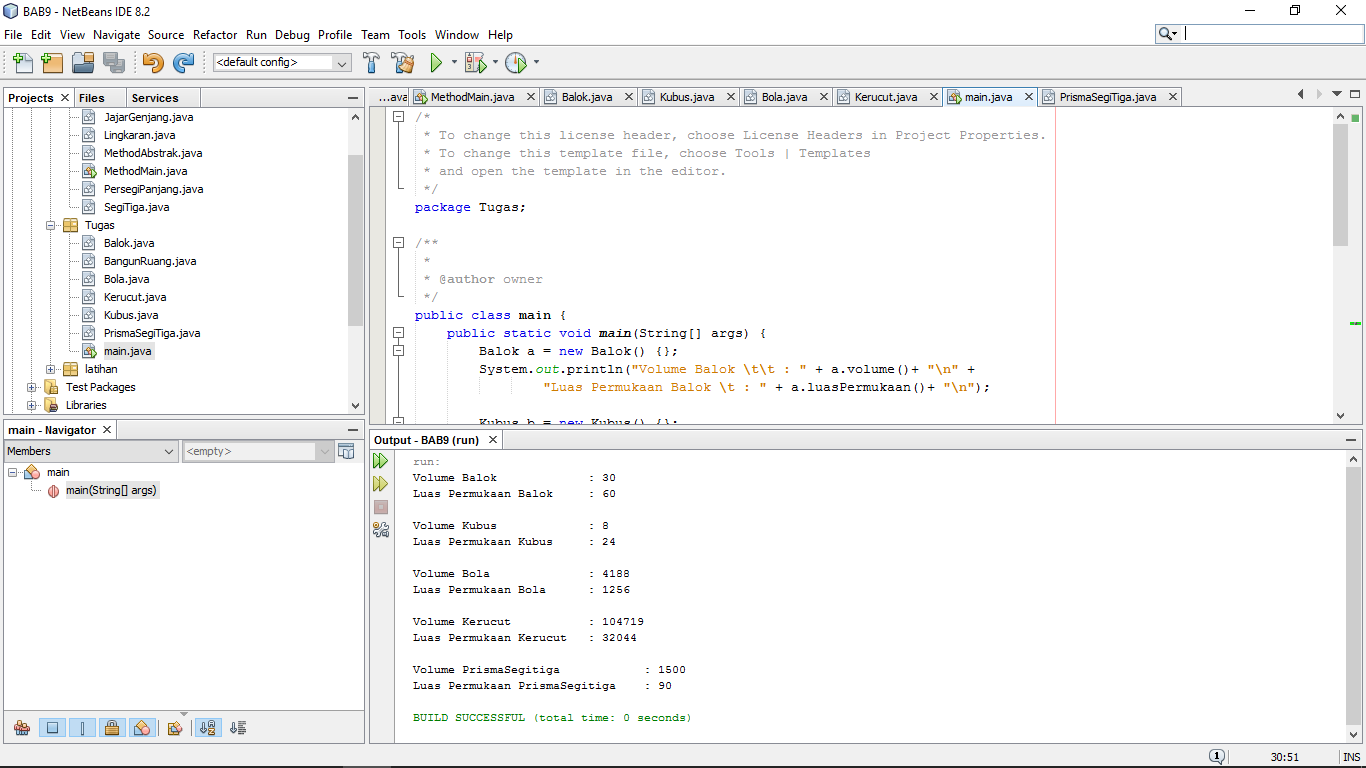 BAB9 - NetBeans IDE 8.2
File Edit View Navigate Source Refactor Run Debug Profile Team Tools Window Help
<default config>
Projects Files Services
JajarGenjang.java
Lingkaran.java
MethodAbstrak.java
MethodMain.java
PersegiPanjang.java
SegiTiga.java
Tugas
Balok.java
BangunRuang.java
Bola.java
Kerucut.java
Kubus.java
PrismaSegiTiga.java
main.java
latihan
Test Packages
Libraries
main - Navigator
Members <empty>
main
main(String[] args)
...ava MethodMain.java Balok.java Kubus.java Bola.java Kerucut.java main.java PrismaSegiTiga.java
/*
* To change this license header, choose License Headers in Project Properties.
* To change this template file, choose Tools | Templates
* and open the template in the editor.
*/
package Tugas;
/**
*
* @author owner
*/
public class main {
public static void main(String[] args) {
Balok a = new Balok() {};
System.out.println("Volume Balok \t\t : " + a.volume()+ "\n" +
"Luas Permukaan Balok \t : " + a.luasPermukaan()+ "\n");
Kubus b = new Kubus() {};
Output - BAB9 (run)
run:
Volume Balok : 30
Luas Permukaan Balok : 60
Volume Kubus : 8
Luas Permukaan Kubus : 24
Volume Bola : 4188
Luas Permukaan Bola : 1256
Volume Kerucut : 104719
Luas Permukaan Kerucut : 32044
Volume PrismaSegitiga : 1500
Luas Permukaan PrismaSegitiga : 90
BUILD SUCCESSFUL (total time: 0 seconds)
1 30:51 INS